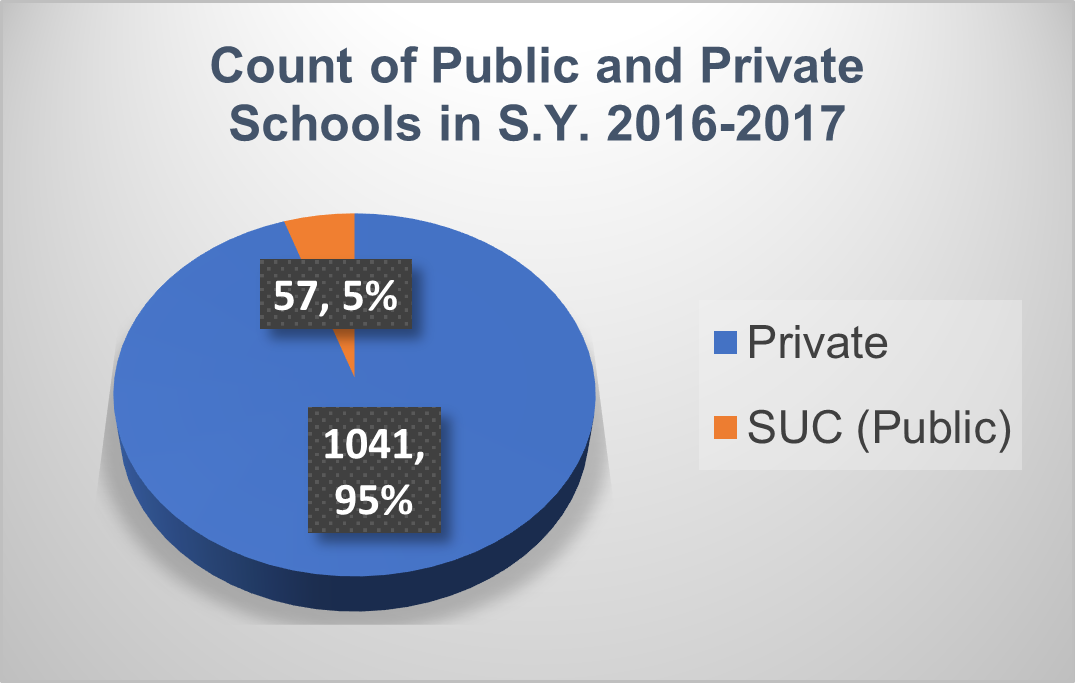 Count of Public and Private
Schools in S.Y. 2016-2017
57, 5%
1041,
95%
Private
SUC (Public)